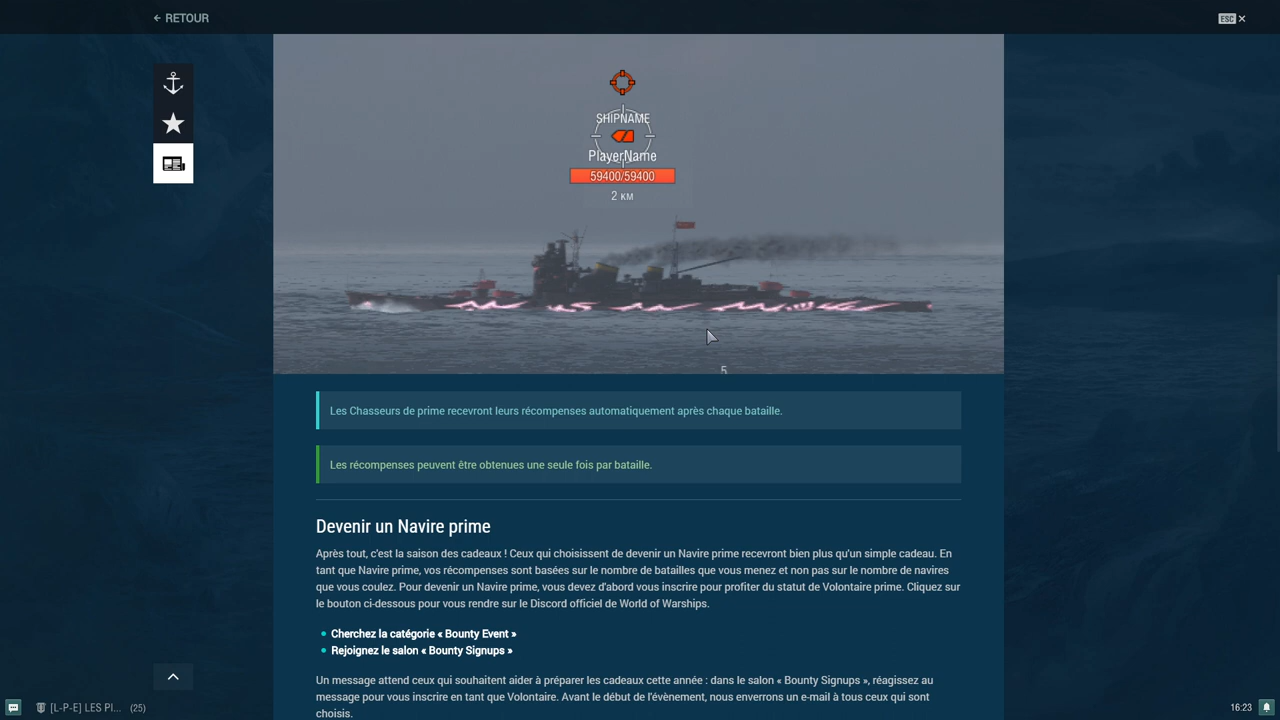 RETOUR
ESC
SHIPNAME
PlayerName
59400/59400
2 KM
5
Les Chasseurs de prime recevront leurs récompenses automatiquement après chaque bataille.
Les récompenses peuvent être obtenues une seule fois par bataille.
Devenir un Navire prime
Après tout, c'est la saison des cadeaux ! Ceux qui choisissent de devenir un Navire prime recevront bien plus qu'un simple cadeau. En
tant que Navire prime, vos récompenses sont basées sur le nombre de batailles que vous menez et non pas sur le nombre de navires
que vous coulez. Pour devenir un Navire prime, vous devez d'abord vous inscrire pour profiter du statut de Volontaire prime. Cliquez sur
le bouton ci-dessous pour vous rendre sur le Discord officiel de World of Warships.
Cherchez la catégorie « Bounty Event »
Rejoignez le salon « Bounty Signups »
Un message attend ceux qui souhaitent aider à préparer les cadeaux cette année : dans le salon « Bounty Signups », réagissez au
message pour vous inscrire en tant que Volontaire. Avant le début de l'évènement, nous enverrons un e-mail à tous ceux qui sont
choisis.
[L-P-E] LES PI... (25)
16:23